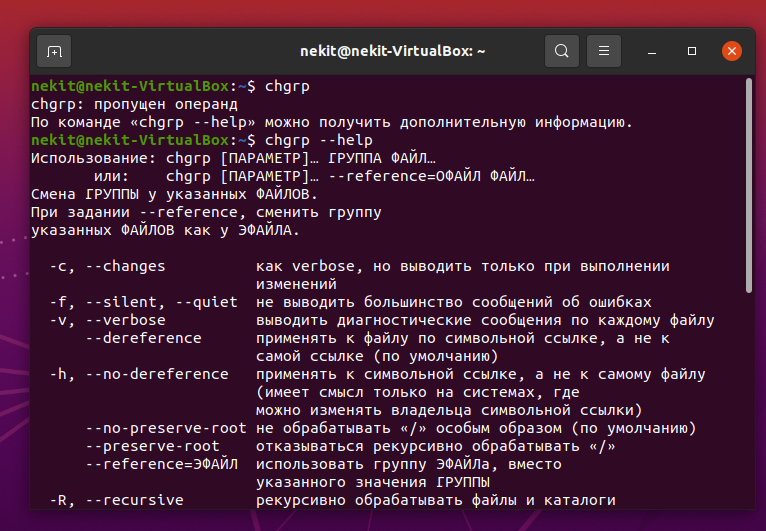 nekit@nekit-VirtualBox: ~
nekit@nekit-VirtualBox:~$ chgrp
chgrp: пропущен операнд
По команде «chgrp --help» можно получить дополнительную информацию.
nekit@nekit-VirtualBox:~$ chgrp --help
Использование: chgrp [ПАРАМЕТР]… ГРУППА ФАЙЛ…
или: chgrp [ПАРАМЕТР]… --reference=ОФАЙЛ ФАЙЛ…
Смена ГРУППЫ у указанных ФАЙЛОВ.
При задании --reference, сменить группу
указанных ФАЙЛОВ как у ЭФАЙЛА.
-c, --changes как verbose, но выводить только при выполнении
изменений
-f, --silent, --quiet не выводить большинство сообщений об ошибках
-v, --verbose выводить диагностические сообщения по каждому файлу
--dereference применять к файлу по символьной ссылке, а не к
самой ссылке (по умолчанию)
-h, --no-dereference применять к символьной ссылке, а не к самому файлу
(имеет смысл только на системах, где
можно изменять владельца символьной ссылки)
--no-preserve-root не обрабатывать «/» особым образом (по умолчанию)
--preserve-root отказываться рекурсивно обрабатывать «/»
--reference=ЭФАЙЛ использовать группу ЭФАЙЛа, вместо
указанного значения ГРУППЫ
-R, --recursive рекурсивно обрабатывать файлы и каталоги